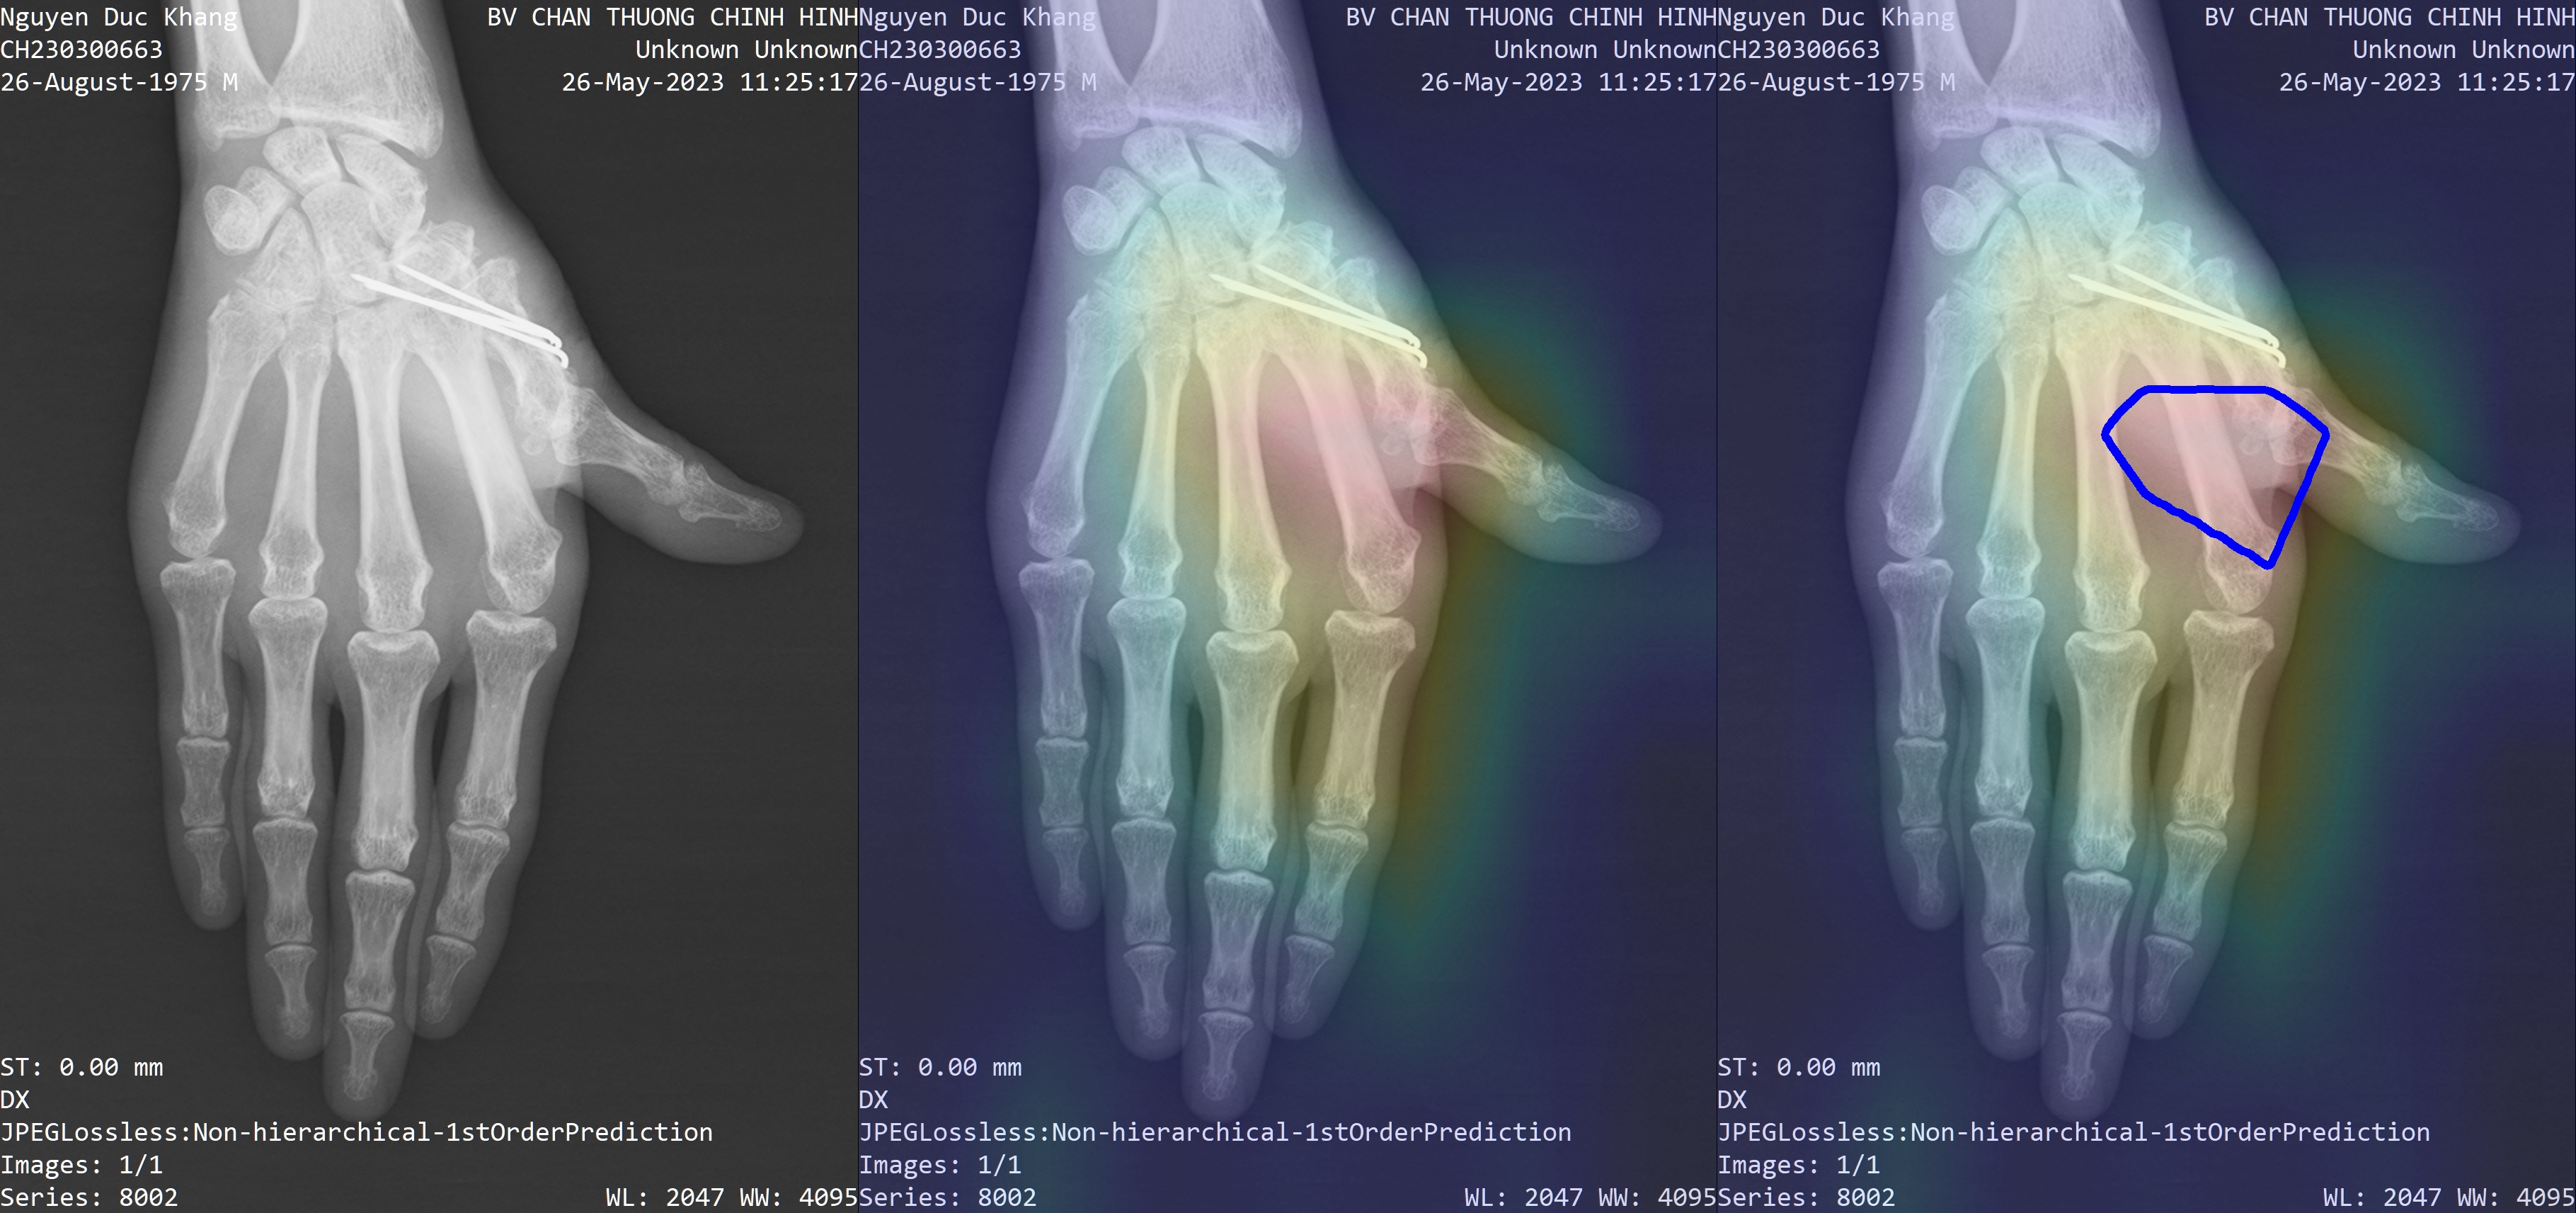 Nguyen Duc Khang
CH230300663
26-August-1975 M
BV CHAN THUONG CHINH HINH
Unknown Unknown
26-May-2023 11:25:17
ST: 0.00 mm
DX
JPEGLossless:Non-hierarchical-1stOrderPrediction
Images: 1/1
Series: 8002
WL: 2047 WW: 4095
Nguyen Duc Khang
CH230300663
26-August-1975 M
BV CHAN THUONG CHINH HINH
Unknown Unknown
26-May-2023 11:25:17
ST: 0.00 mm
DX
JPEGLossless:Non-hierarchical-1stOrderPrediction
Images: 1/1
Series: 8002
WL: 2047 WW: 4095
Nguyen Duc Khang
CH230300663
26-August-1975 M
BV CHAN THUONG CHINH HINH
Unknown Unknown
26-May-2023 11:25:17
ST: 0.00 mm
DX
JPEGLossless:Non-hierarchical-1stOrderPrediction
Images: 1/1
Series: 8002
WL: 2047 WW: 4095